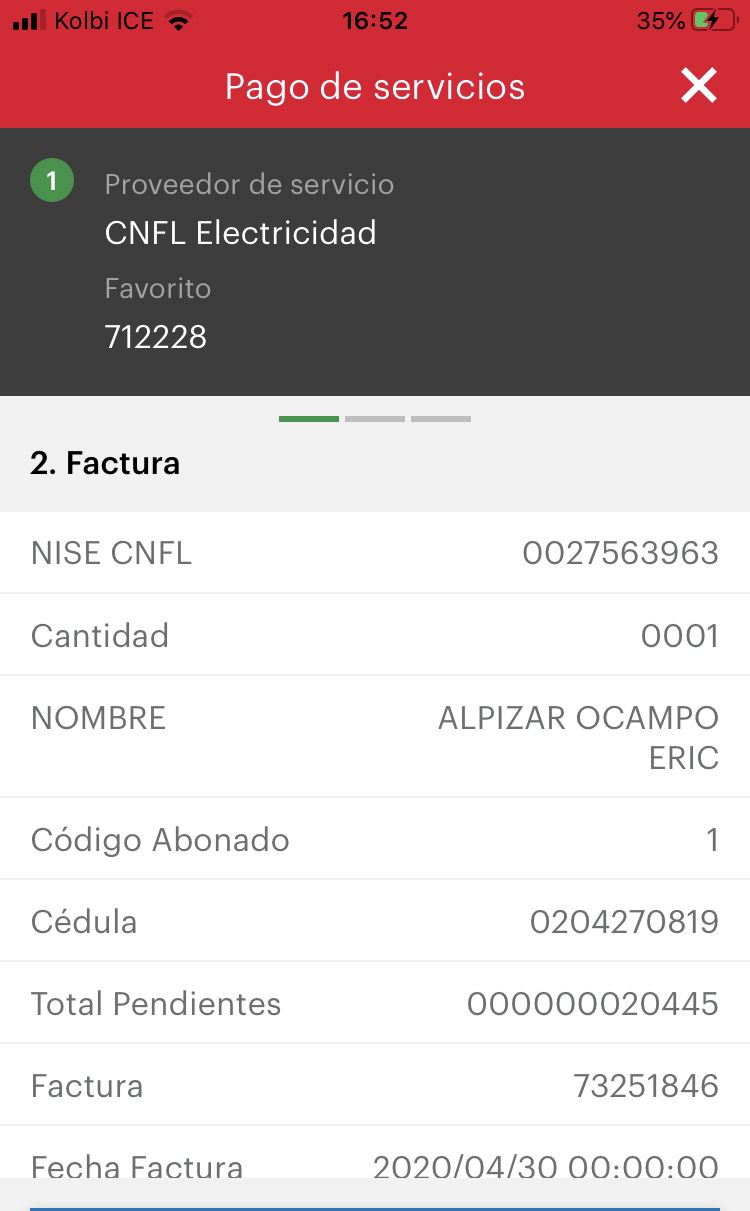 Kolbi ICE 16:52 35%
Pago de servicios
1 Proveedor de servicio
CNFL Electricidad
Favorito
712228
2. Factura
NISE CNFL 0027563963
Cantidad 0001
NOMBRE ALPIZAR OCAMPO
ERIC
Código Abonado 1
Cédula 0204270819
Total Pendientes 000000020445
Factura 73251846
Fecha Factura 2020/04/30 00:00:00